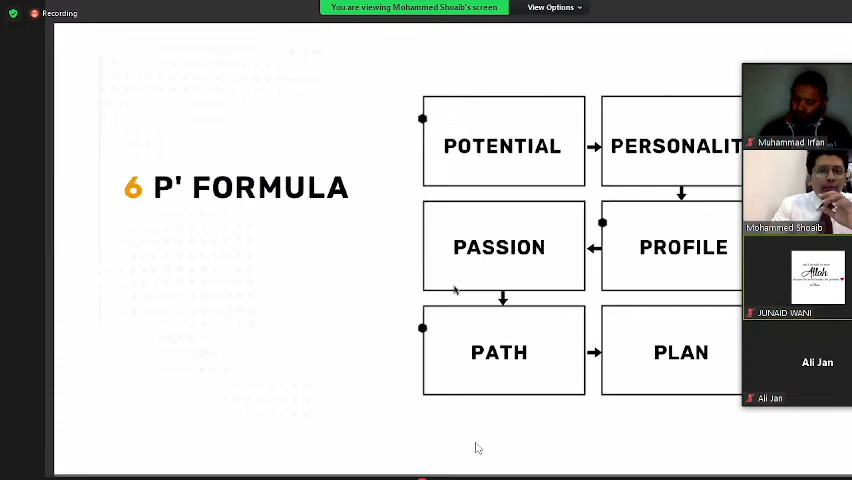 Recording
You are viewing Mohammed Shoaib's screen
View Options
6 P' FORMULA
POTENTIAL
PERSONALIT
PROFILE
PASSION
PATH
PLAN
Muhammad Irfan
Mohammed Shoaib
Allah
JUNAID WANI
Ali Jan
Ali Jan